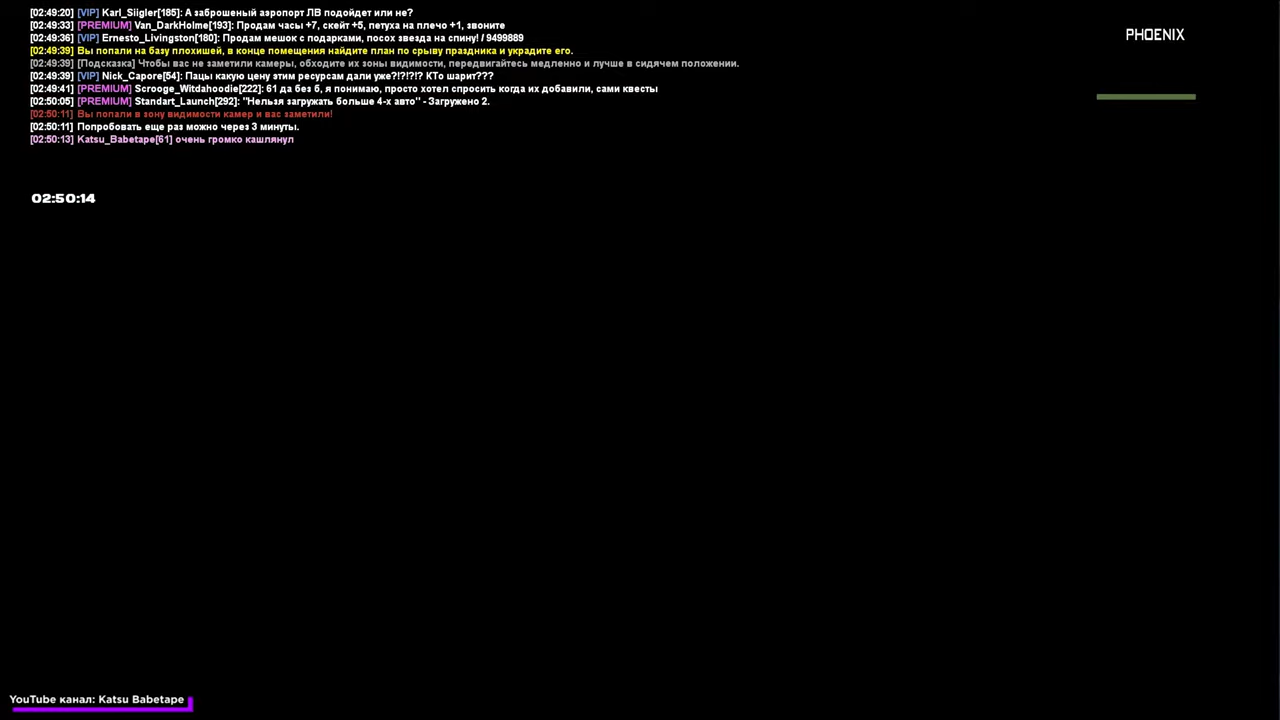 [02:49:20] [VIP] Karl_Siigler[185]: А заброшеный аэропорт ЛВ подойдет или не?
[02:49:33] [PREMIUM] Van_DarkHolme[193]: Продам часы +7, скейт +5, петуха на плечо +1, звоните
[02:49:36] [VIP] Ernesto_Livingston[180]: Продам мешок с подарками, посох звезда на спину! / 9499889
[02:49:39] Вы попали на базу плохишей, в конце помещения найдите план по срыву праздника и украдите его.
[02:49:39] [Подсказка] Чтобы вас не заметили камеры, обходите их зоны видимости, передвигайтесь медленно и лучше в сидячем положении.
[02:49:39] [VIP] Nick_Capore[54]: Пацы какую цену этим ресурсам дали уже?!?!?!? КТо шарит???
[02:49:41] [PREMIUM] Scrooge_Witdahoodie[222]: 61 да без б, я понимаю, просто хотел спросить когда их добавили, сами квесты
[02:50:05] [PREMIUM] Standart_Launch[292]: "Нельзя загружать больше 4-х авто" - Загружено 2.
[02:50:11] Вы попали в зону видимости камер и вас заметили!
[02:50:11] Попробовать еще раз можно через 3 минуты.
[02:50:13] Katsu_Babetape[61] очень громко кашлянул
PHOENIX
02:50:14
YouTube канал: Katsu Babetape